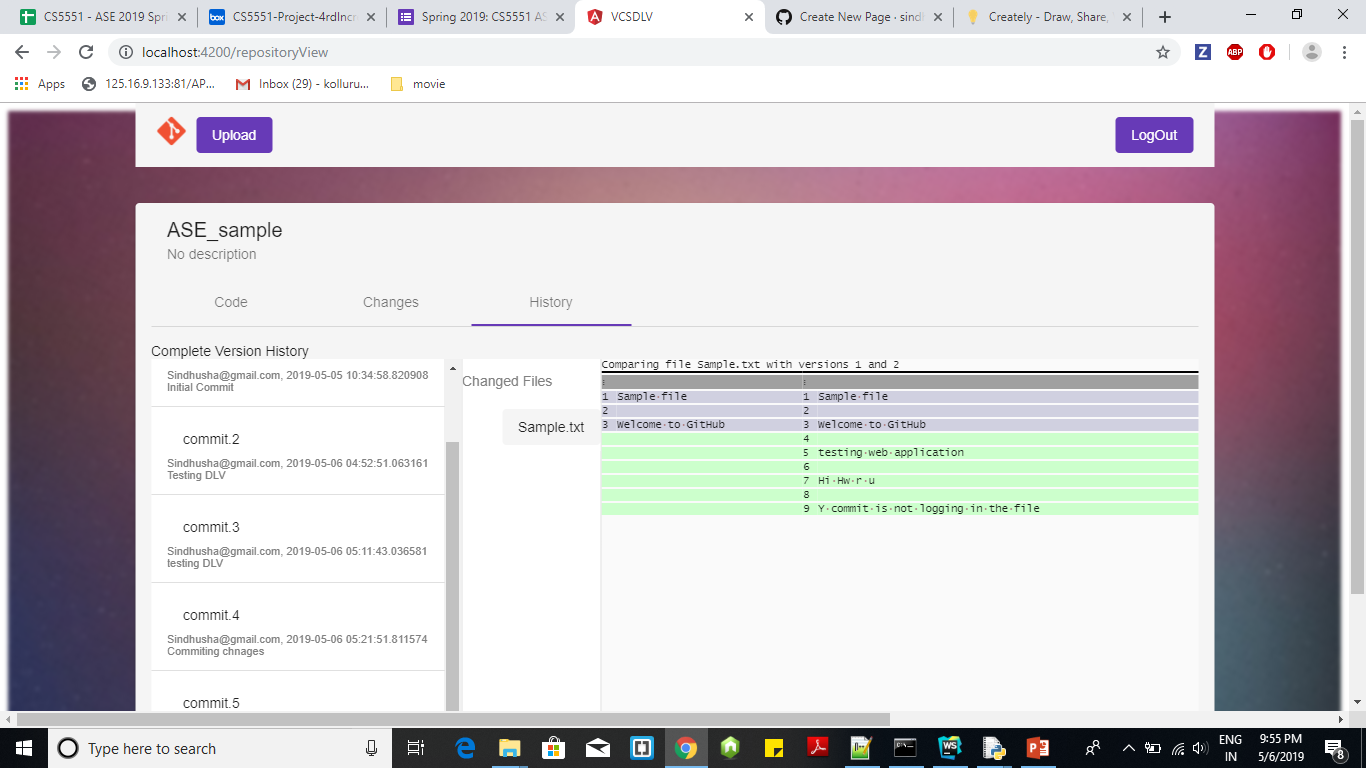 CS5551 - ASE 2019 Spri
CS5551-Project-4rdIncr
Spring 2019: CS5551 AS
VCSDLV
Create New Page · sindh
Creately - Draw, Share,
localhost:4200/repositoryView
Z
ABP
Apps
125.16.9.133:81/AP...
Inbox (29) - kolluru...
movie
Upload
LogOut
ASE_sample
No description
Code
Changes
History
Complete Version History
Sindhusha@gmail.com, 2019-05-05 10:34:58.820908
Initial Commit
commit.2
Sindhusha@gmail.com, 2019-05-06 04:52:51.063161
Testing DLV
commit.3
Sindhusha@gmail.com, 2019-05-06 05:11:43.036581
testing DLV
commit.4
Sindhusha@gmail.com, 2019-05-06 05:21:51.811574
Commiting chnages
commit.5
Changed Files
Sample.txt
Comparing file Sample.txt with versions 1 and 2
⋮ ⋮
1 Sample·file 1 Sample·file
2 2
3 Welcome·to·GitHub 3 Welcome·to·GitHub
4
5 testing·web·application
6
7 Hi·Hw·r·u
8
9 Y·commit·is·not·logging·in·the·file
Type here to search
ENG
IN
9:55 PM
5/6/2019
8